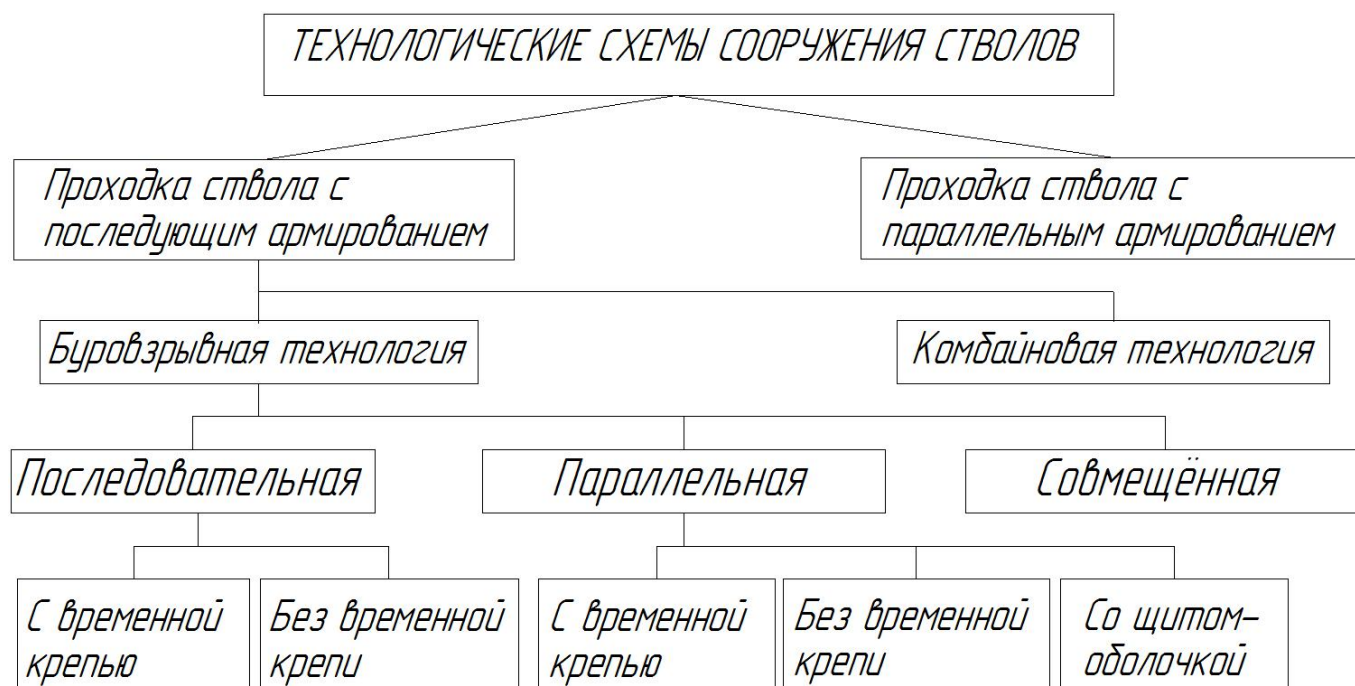 ТЕХНОЛОГИЧЕСКИЕ СХЕМЫ СООРУЖЕНИЯ СТВОЛОВ
Проходка ствола с
последующим армированием
Проходка ствола с
параллельным армированием
Буровзрывная технология
Комбайновая технология
Последовательная
Параллельная
Совмещённая
С временной
крепью
Без временной
крепи
С временной
крепью
Без временной
крепи
Со щитом-
оболочкой